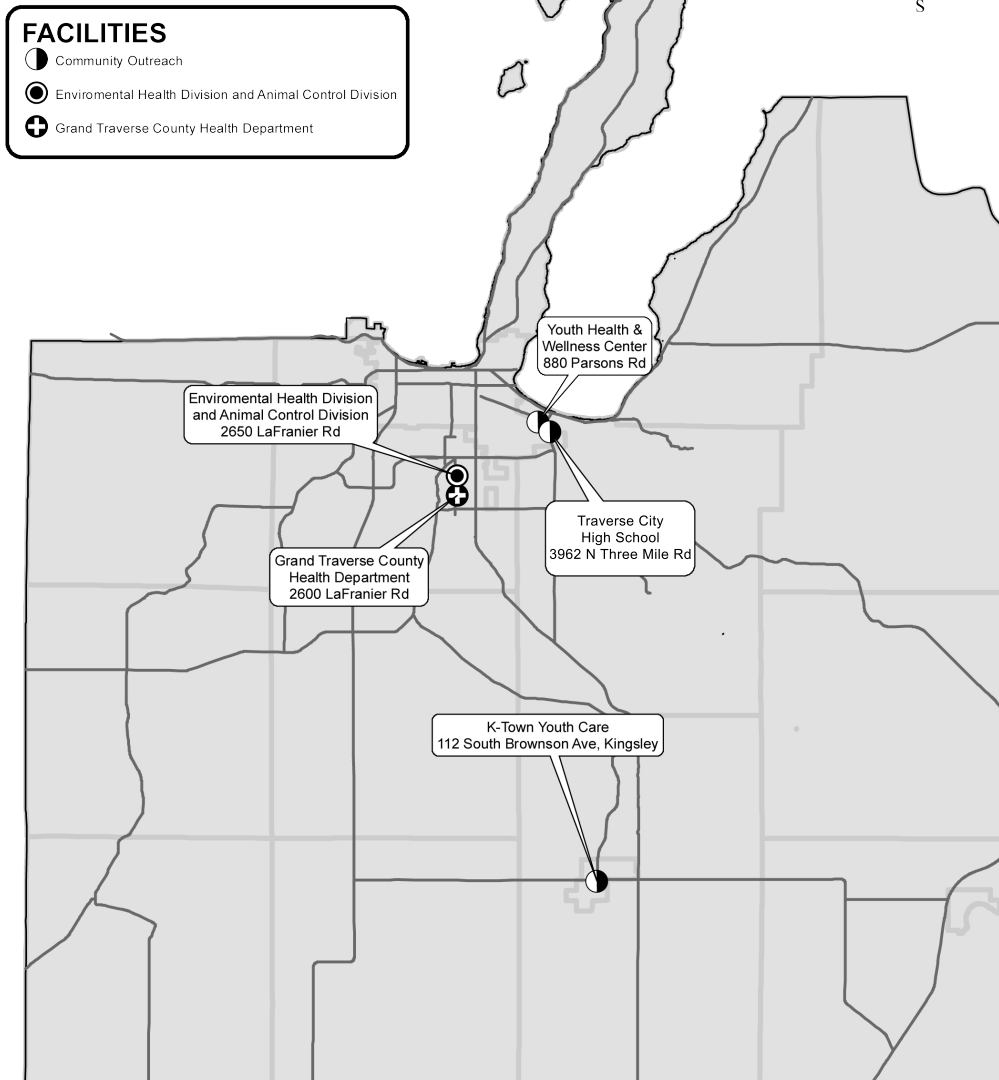 S
FACILITIES
Community Outreach
Enviromental Health Division and Animal Control Division
Grand Traverse County Health Department
Youth Health &
Wellness Center
880 Parsons Rd
Enviromental Health Division
and Animal Control Division
2650 LaFranier Rd
Traverse City
High School
3962 N Three Mile Rd
Grand Traverse County
Health Department
2600 LaFranier Rd
K-Town Youth Care
112 South Brownson Ave, Kingsley